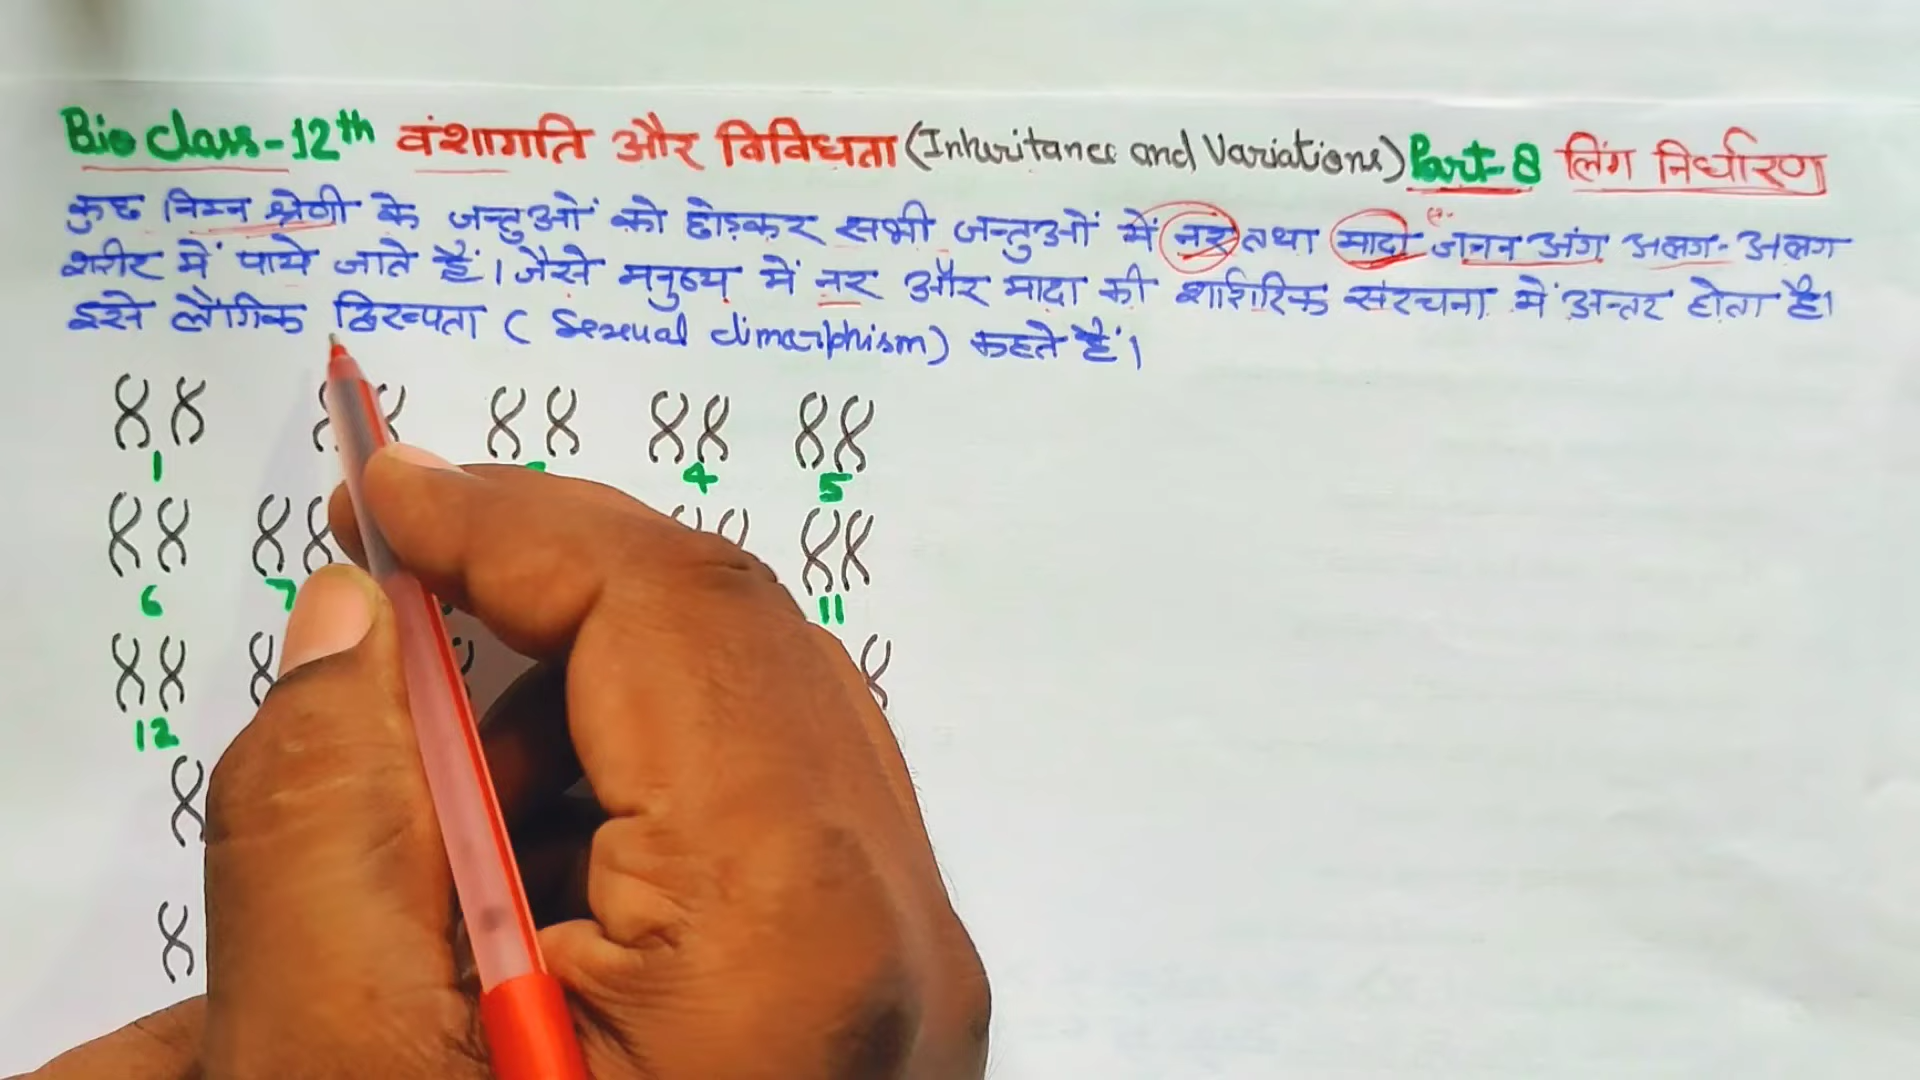 Bio class-12th वंशागति और विविधता (Inheritance and Variations) Part-8 लिंग निर्धारण
कुछ निम्न श्रेणी के जन्तुओं को छोड़कर सभी जन्तुओं में नर तथा मादा जनन अंग अलग-अलग
शरीर में पाये जाते हैं। जैसे मनुष्य में नर और मादा की शारिरिक संरचना में अन्तर होता है।
इसे लैंगिक द्विरूपता ( Sexual dimorphism) कहते हैं।
1 4 5
6 7 11
12